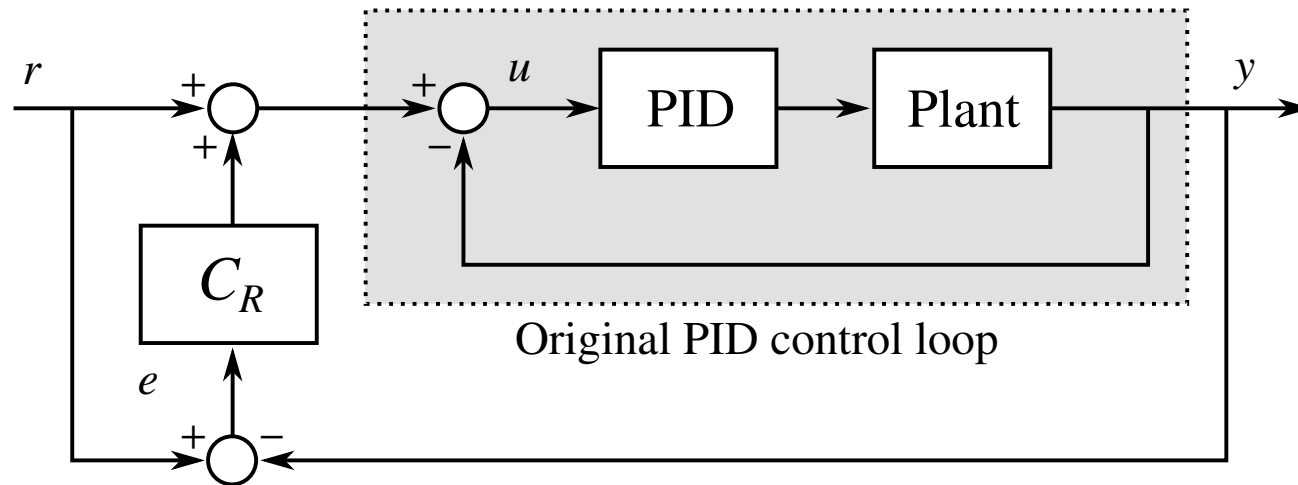 r
+
+
+
−
u
PID
Plant
y
C_R
Original PID control loop
e
+
−